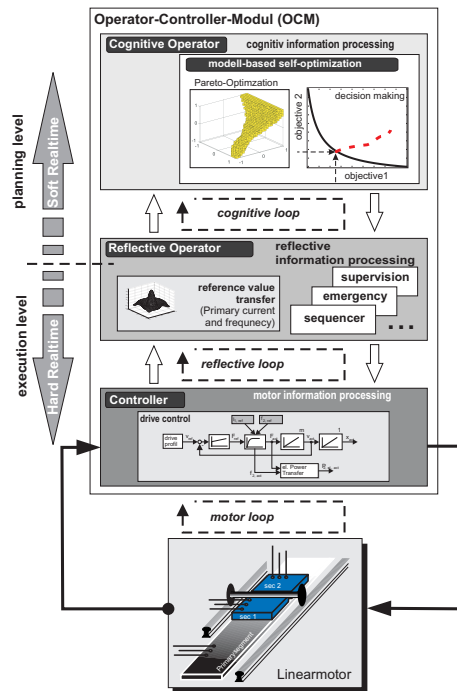 Operator-Controller-Modul (OCM)
Cognitive Operator
cognitiv information processing
modell-based self-optimization
Pareto-Optimzation
decision making
objective 2
objective1
cognitive loop
planning level
Soft Realtime
Reflective Operator
reflective
information processing
reference value
transfer
(Primary current
and frequnecy)
supervision
emergency
sequencer
...
execution level
Hard Realtime
reflective loop
Controller
motor information processing
drive control
drive
profil
m
1
el. Power
Transfer
motor loop
sec 2
sec 1
Primarysegment
Linearmotor